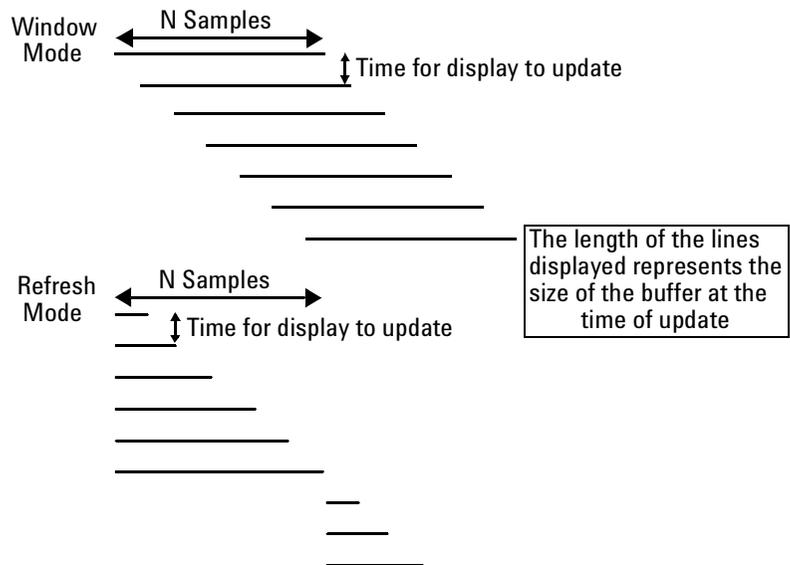 Window
Mode
N Samples
Time for display to update
The length of the lines
displayed represents the
size of the buffer at the
time of update
Refresh
Mode
N Samples
Time for display to update